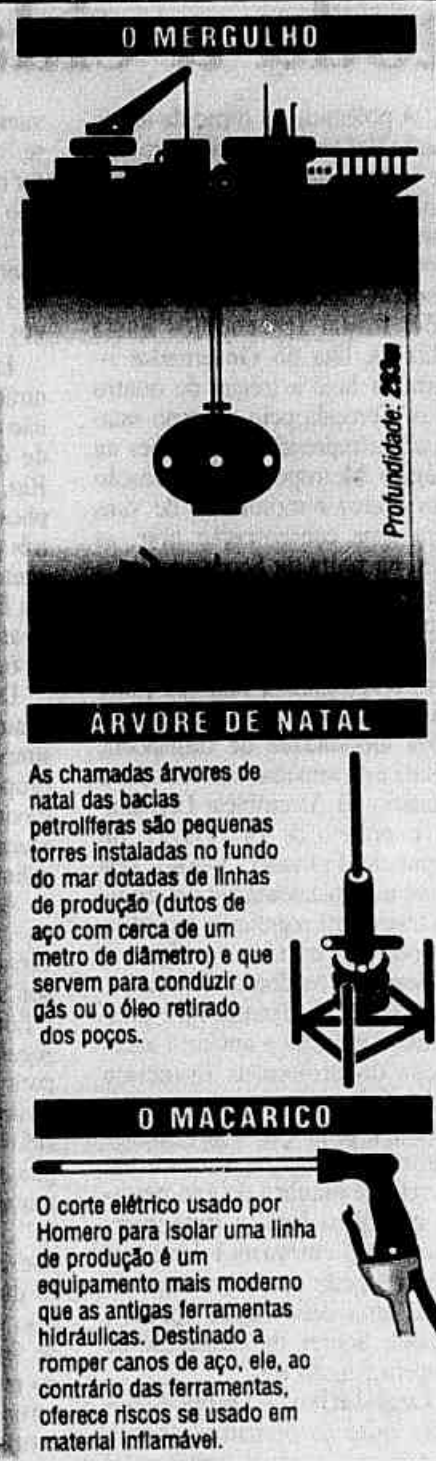 O MERGULHO
Profundidade: 293m
ÁRVORE DE NATAL
As chamadas árvores de
natal das bacias
petrolíferas são pequenas
torres instaladas no fundo
do mar dotadas de linhas
de produção (dutos de
aço com cerca de um
metro de diâmetro) e que
servem para conduzir o
gás ou o óleo retirado
dos poços.
O MAÇARICO
O corte elétrico usado por
Homero para isolar uma linha
de produção é um
equipamento mais moderno
que as antigas ferramentas
hidráulicas. Destinado a
romper canos de aço, ele, ao
contrário das ferramentas,
oferece riscos se usado em
material inflamável.